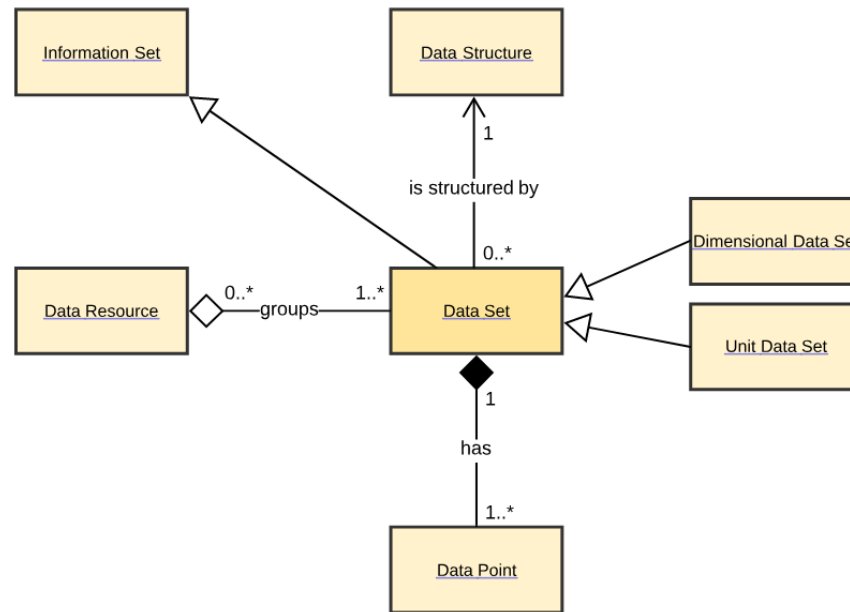 Information Set
Data Structure
1
is structured by
0..*
Dimensional Data Se
Data Resource
0..*
groups
1..*
Data Set
Unit Data Set
1
has
1..*
Data Point